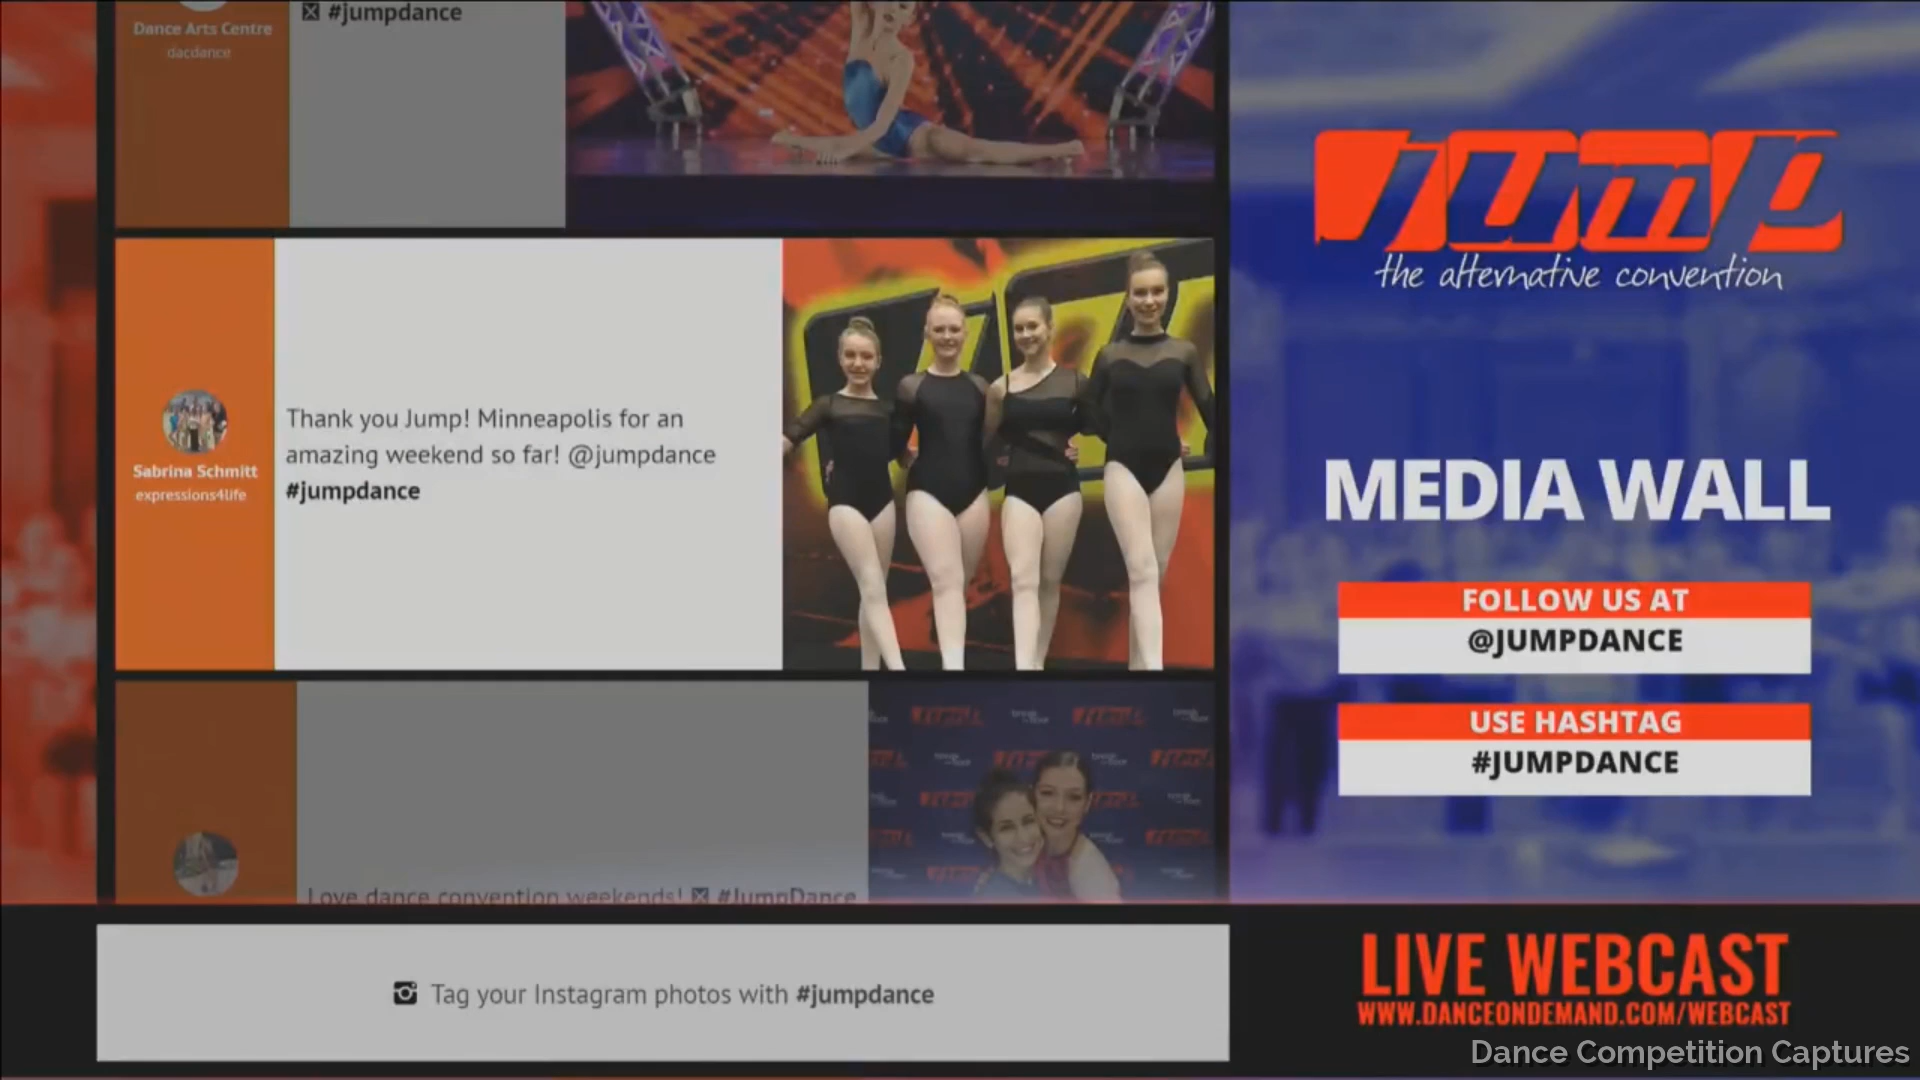 Dance Arts Centre
dacdance
#jumpdance
Sabrina Schmitt
expressions4life
Thank you Jump! Minneapolis for an
amazing weekend so far! @jumpdance
#jumpdance
Love dance convention weekends! #JumpDance
Tag your Instagram photos with #jumpdance
jump
the alternative convention
MEDIA WALL
FOLLOW US AT
@JUMPDANCE
USE HASHTAG
#JUMPDANCE
LIVE WEBCAST
WWW.DANCEONDEMAND.COM/WEBCAST
Dance Competition Captures